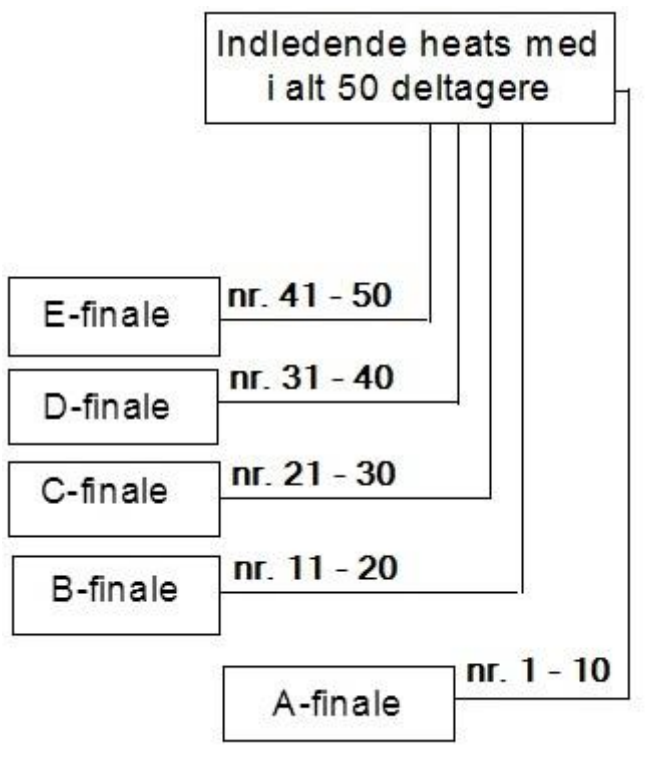 Indledende heats med
i alt 50 deltagere
nr. 41 - 50
E-finale
nr. 31 - 40
D-finale
nr. 21 - 30
C-finale
nr. 11 - 20
B-finale
nr. 1 - 10
A-finale